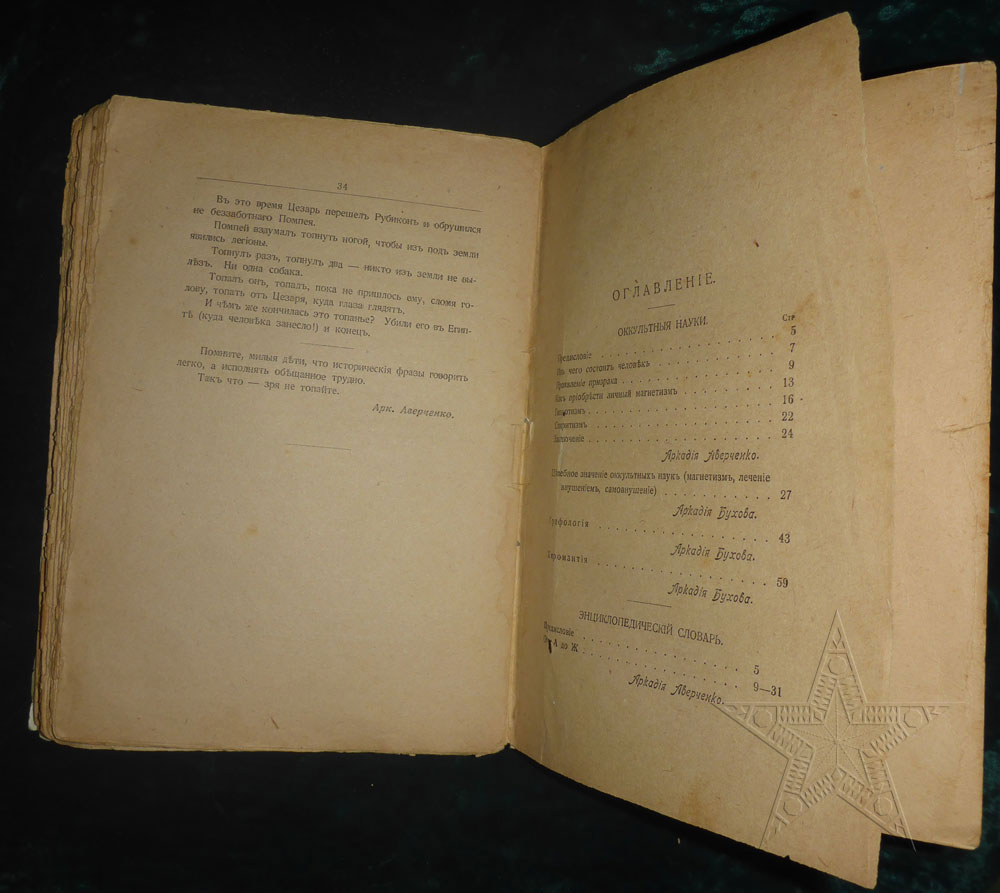 34
Въ это время Цезарь перешелъ Рубиконъ и обрушился
не беззаботнаго Помпея.
Помпей вздумалъ топнуть ногой, чтобы изъ подъ земли
явились легіоны.
Топнулъ разъ, топнулъ два — никто изъ земли не вы-
лѣзъ. Ни одна собака.
Топалъ онъ, топалъ, пока не пришлось ему, сломя го-
лову, топать отъ Цезаря, куда глаза глядятъ.
И чѣмъ же кончилась это топанье? Убили его въ Егип-
тѣ (куда человѣка занесло!) и конецъ.
Помните, милыя дѣти, что историческія фразы говорить
легко, а исполнять обѣщанное трудно.
Такъ что — зря не топайте.
Арк. Аверченко.
ОГЛАВЛЕНІЕ.
ОККУЛЬТНЫЯ НАУКИ.
Стр
Предисловіе 5
Изъ чего состоитъ человѣкъ 7
призрака 9
Какъ пріобрѣсти личный магнетизмъ 13
16
Спиритизмъ 22
Заключеніе 24
Аркадія Аверченко.
значеніе оккультныхъ наукъ (магнетизмъ, леченіе
внушеніемъ, самовнушеніе) 27
Аркадія Бухова.
Графологія 43
Аркадія Бухова.
Хиромантія 59
Аркадія Бухова.
ЭНЦИКЛОПЕДИЧЕСКІЙ СЛОВАРЬ.
Предисловіе 5
А до Ж 9—31
Аркадія Аверченко.